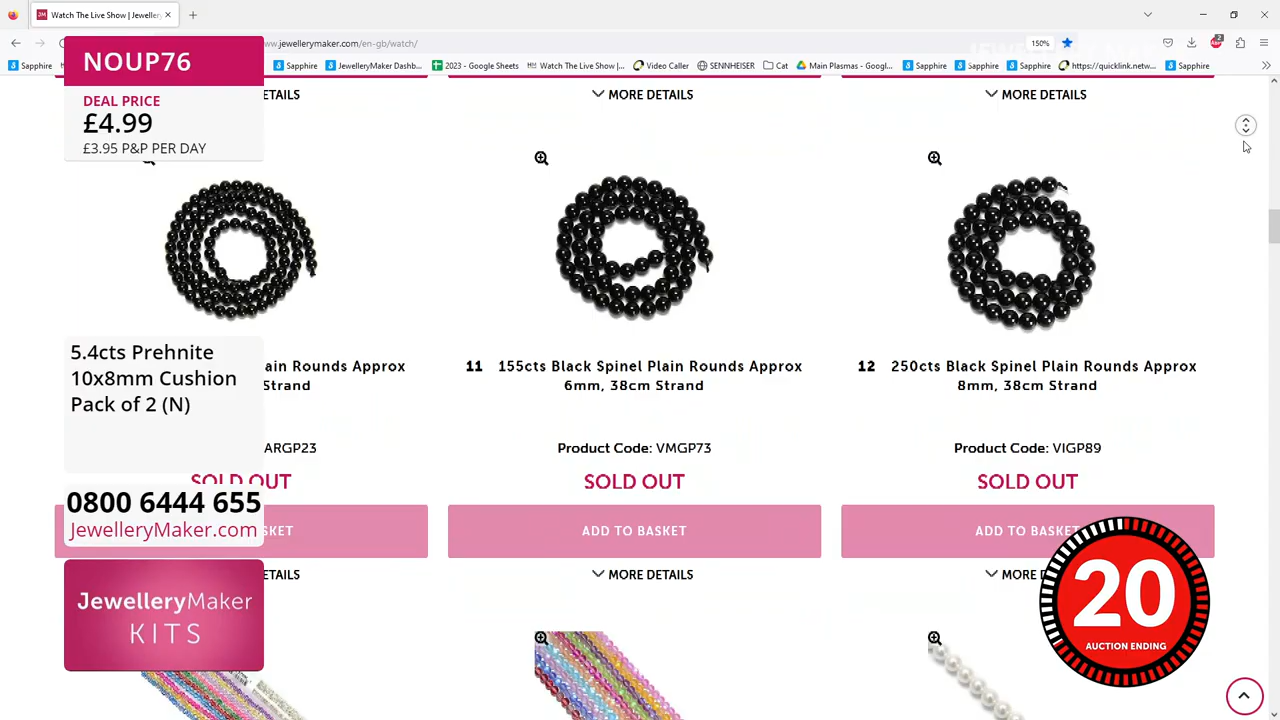 Watch The Live Show | Jeweller
www.jewellerymaker.com/en-gb/watch/
150%
2
Sapphire
Sapphire
JewelleryMaker Dashb...
2023 - Google Sheets
Watch The Live Show |...
Video Caller
SENNHEISER
Cat
Main Plasmas - Googl...
Sapphire
Sapphire
Sapphire
https://quicklink.netw...
Sapphire
NOUP76
DEAL PRICE
£4.99
£3.95 P&P PER DAY
ETAILS
MORE DETAILS
MORE DETAILS
5.4cts Prehnite
10x8mm Cushion
Pack of 2 (N)
ain Rounds Approx
Strand
11 155cts Black Spinel Plain Rounds Approx
6mm, 38cm Strand
12 250cts Black Spinel Plain Rounds Approx
8mm, 38cm Strand
ARGP23
Product Code: VMGP73
Product Code: VIGP89
SOLD OUT
SOLD OUT
SOLD OUT
0800 6444 655
JewelleryMaker.com
KET
ADD TO BASKET
ADD TO BASKET
ETAILS
MORE DETAILS
MORE D
JewelleryMaker
KITS
20
AUCTION ENDING